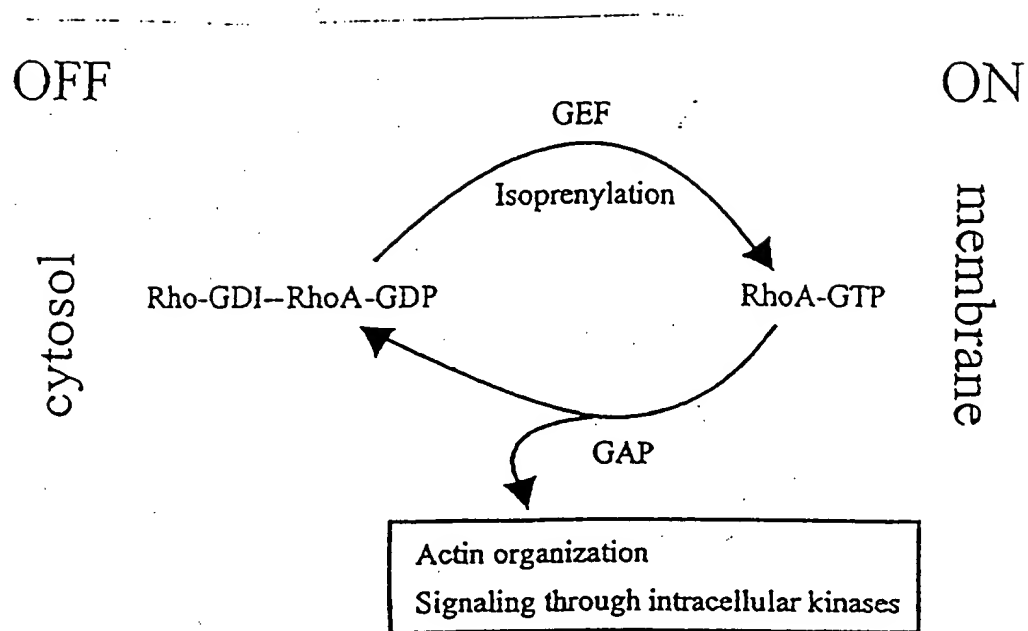 OFF
ON
GEF
Isoprenylation
cytosol
membrane
Rho-GDI--RhoA-GDP
RhoA-GTP
GAP
Actin organization
Signaling through intracellular kinases